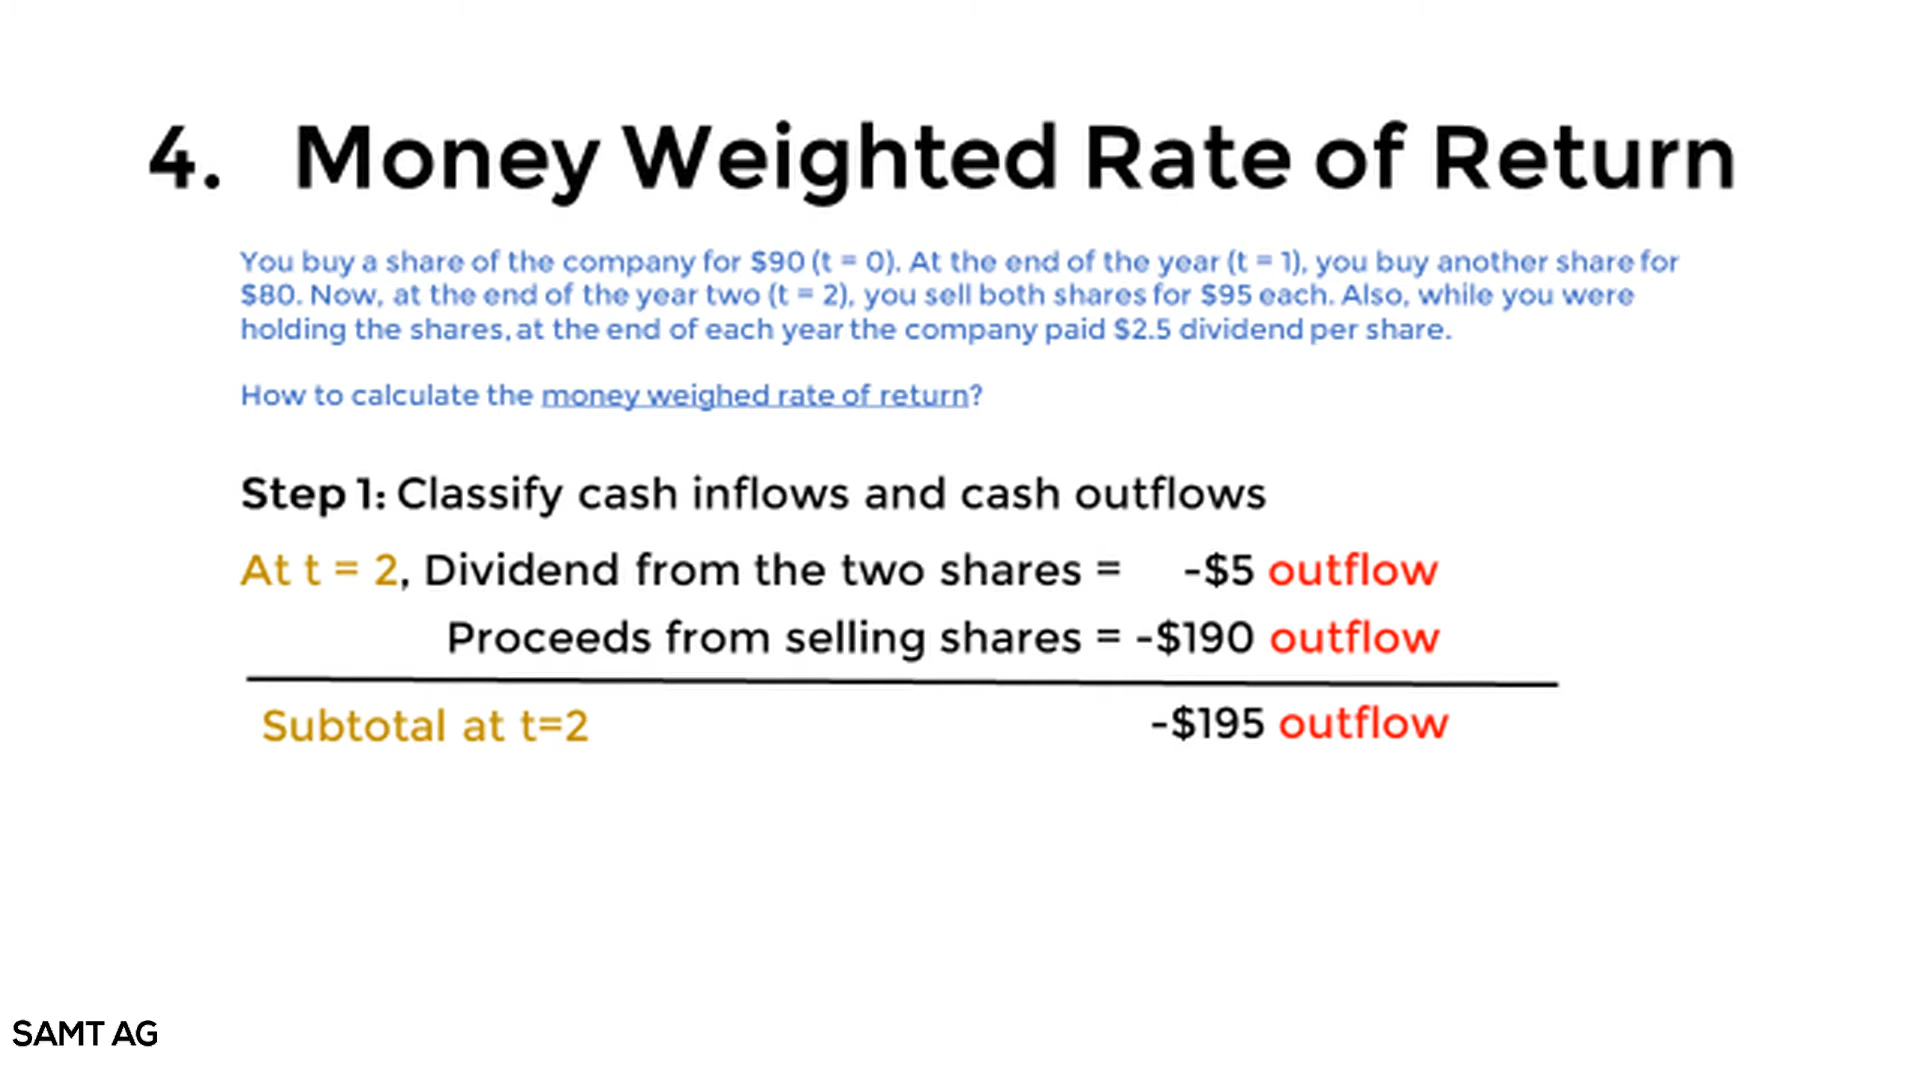 4. Money Weighted Rate of Return
You buy a share of the company for $90 (t = 0). At the end of the year (t = 1), you buy another share for
$80. Now, at the end of the year two (t = 2), you sell both shares for $95 each. Also, while you were
holding the shares, at the end of each year the company paid $2.5 dividend per share.
How to calculate the money weighed rate of return?
Step 1: Classify cash inflows and cash outflows
At t = 2, Dividend from the two shares = -$5 outflow
Proceeds from selling shares = -$190 outflow
Subtotal at t=2 -$195 outflow
SAMT AG